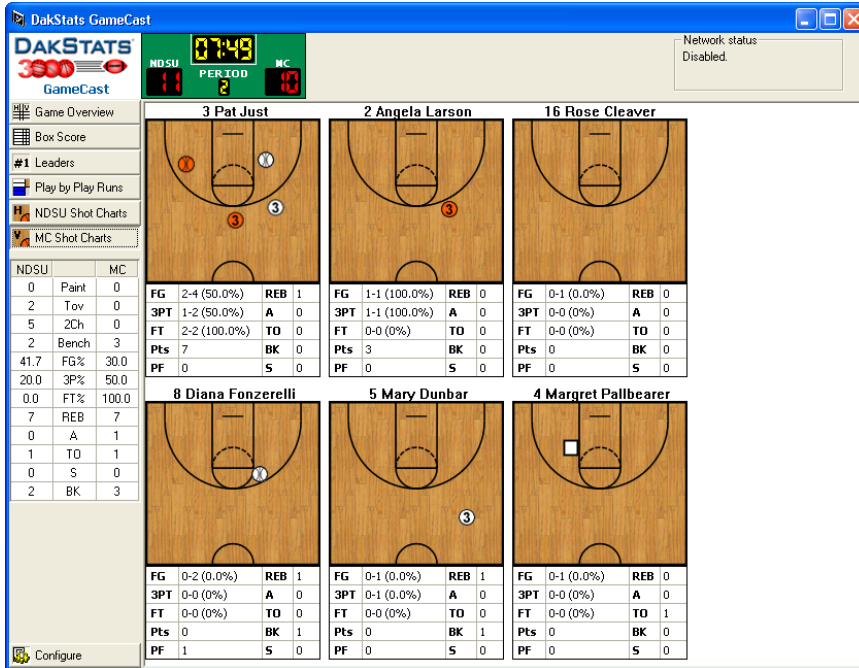 DakStats GameCast
DAKSTATS
3000
GameCast
NDSU 07:49 MC
11 PERIOD 10
2
Network status
Disabled.
Game Overview
Box Score
#1 Leaders
Play by Play Runs
H NDSU Shot Charts
V MC Shot Charts
NDSU MC
0 Paint 0
2 Tov 0
5 2Ch 0
2 Bench 3
41.7 FG% 30.0
20.0 3P% 50.0
0.0 FT% 100.0
7 REB 7
0 A 1
1 TO 1
0 S 0
2 BK 3
Configure
3 Pat Just
3
3
FG 2-4 (50.0%) REB 1
3PT 1-2 (50.0%) A 0
FT 2-2 (100.0%) TO 0
Pts 7 BK 0
PF 0 S 0
2 Angela Larson
3
FG 1-1 (100.0%) REB 0
3PT 1-1 (100.0%) A 0
FT 0-0 (0%) TO 0
Pts 3 BK 0
PF 0 S 0
16 Rose Cleaver
FG 0-1 (0.0%) REB 0
3PT 0-0 (0%) A 0
FT 0-0 (0%) TO 0
Pts 0 BK 0
PF 0 S 0
8 Diana Fonzerelli
FG 0-2 (0.0%) REB 1
3PT 0-0 (0%) A 0
FT 0-0 (0%) TO 0
Pts 0 BK 1
PF 1 S 0
5 Mary Dunbar
3
FG 0-1 (0.0%) REB 1
3PT 0-1 (0.0%) A 0
FT 0-0 (0%) TO 0
Pts 0 BK 1
PF 0 S 0
4 Margret Pallbearer
FG 0-1 (0.0%) REB 0
3PT 0-0 (0%) A 0
FT 0-0 (0%) TO 1
Pts 0 BK 0
PF 0 S 0